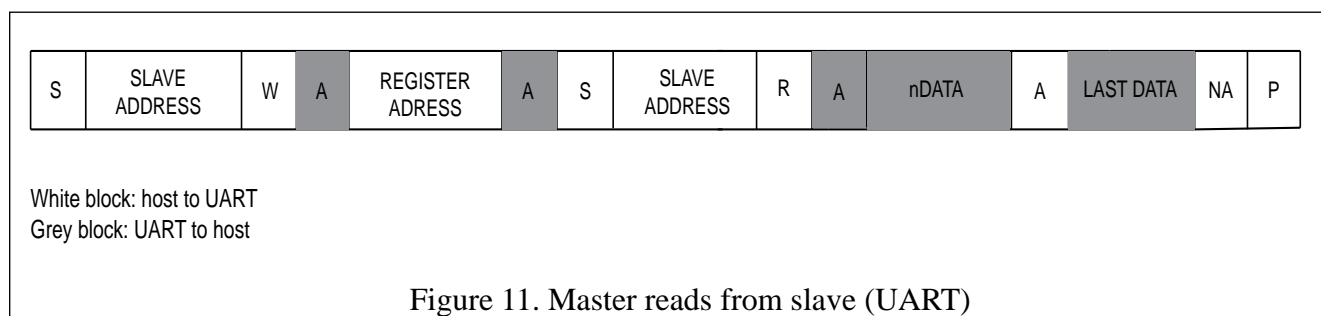 S SLAVE ADDRESS W A REGISTER ADRESS A S SLAVE ADDRESS R A nDATA A LAST DATA NA P
White block: host to UART
Grey block: UART to host
Figure 11. Master reads from slave (UART)